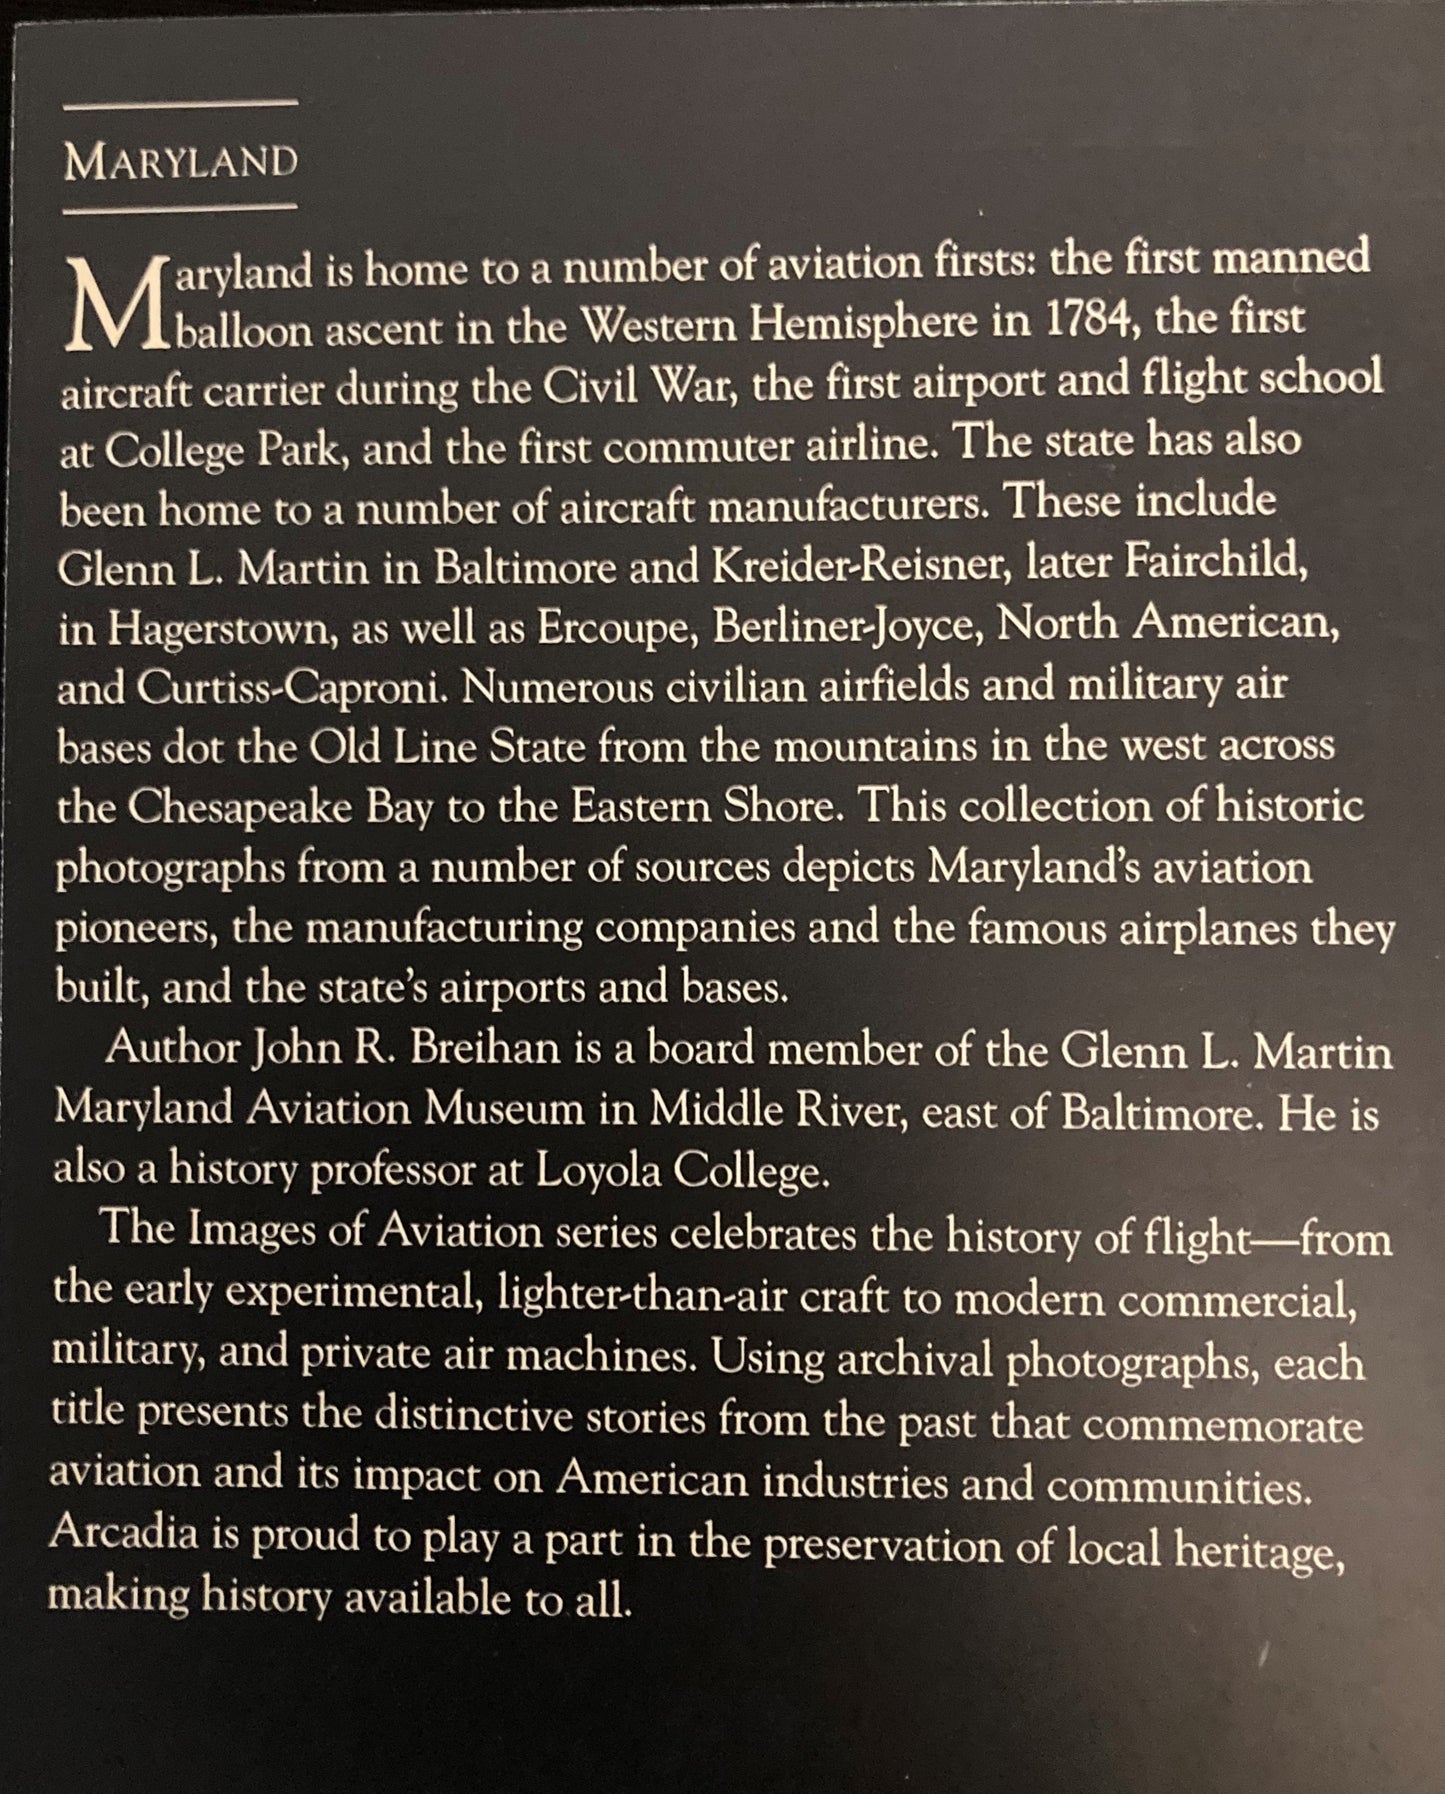 MARYLAND
Maryland is home to a number of aviation firsts: the first manned
balloon ascent in the Western Hemisphere in 1784, the first
aircraft carrier during the Civil War, the first airport and flight school
at College Park, and the first commuter airline. The state has also
been home to a number of aircraft manufacturers. These include
Glenn L. Martin in Baltimore and Kreider-Reisner, later Fairchild,
in Hagerstown, as well as Ercoupe, Berliner-Joyce, North American,
and Curtiss-Caproni. Numerous civilian airfields and military air
bases dot the Old Line State from the mountains in the west across
the Chesapeake Bay to the Eastern Shore. This collection of historic
photographs from a number of sources depicts Maryland's aviation
pioneers, the manufacturing companies and the famous airplanes they
built, and the state's airports and bases.
Author John R. Breihan is a board member of the Glenn L. Martin
Maryland Aviation Museum in Middle River, east of Baltimore. He is
also a history professor at Loyola College.
The Images of Aviation series celebrates the history of flight—from
the early experimental, lighter-than-air craft to modern commercial,
military, and private air machines. Using archival photographs, each
title presents the distinctive stories from the past that commemorate
aviation and its impact on American industries and communities.
Arcadia is proud to play a part in the preservation of local heritage,
making history available to all.